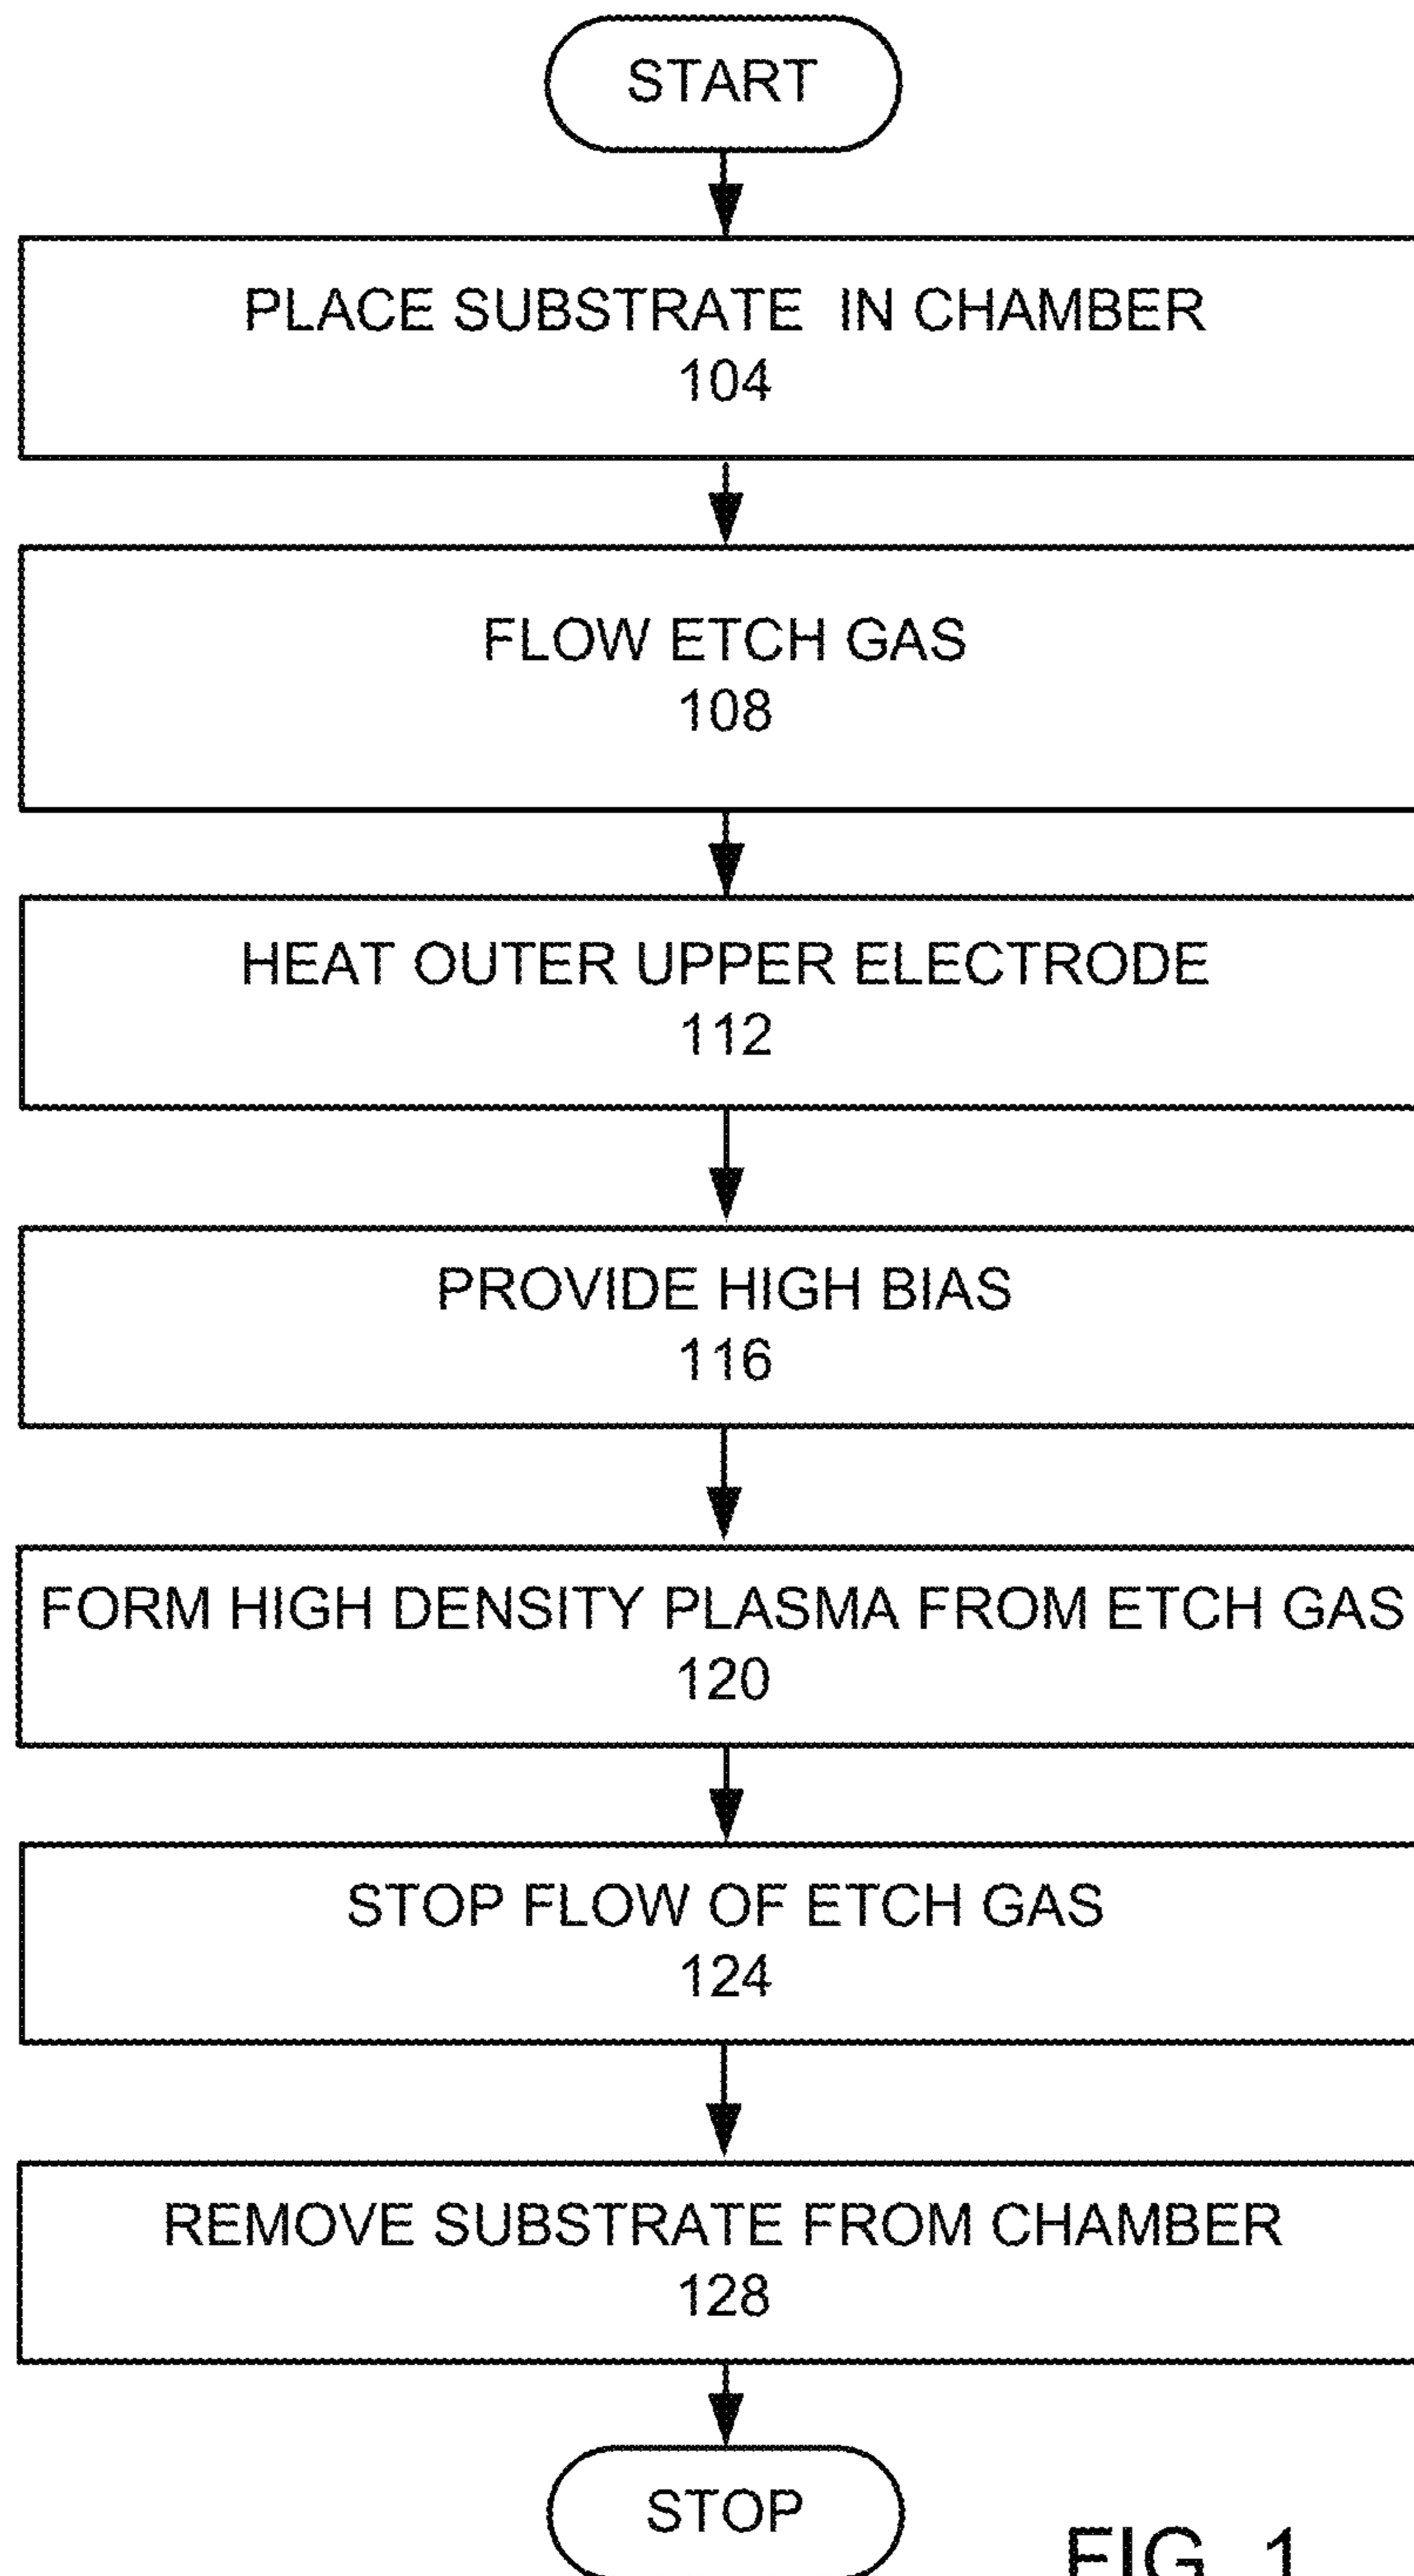 START
PLACE SUBSTRATE IN CHAMBER
104
FLOW ETCH GAS
108
HEAT OUTER UPPER ELECTRODE
112
PROVIDE HIGH BIAS
116
FORM HIGH DENSITY PLASMA FROM ETCH GAS
120
STOP FLOW OF ETCH GAS
124
REMOVE SUBSTRATE FROM CHAMBER
128
STOP
FIG. 1